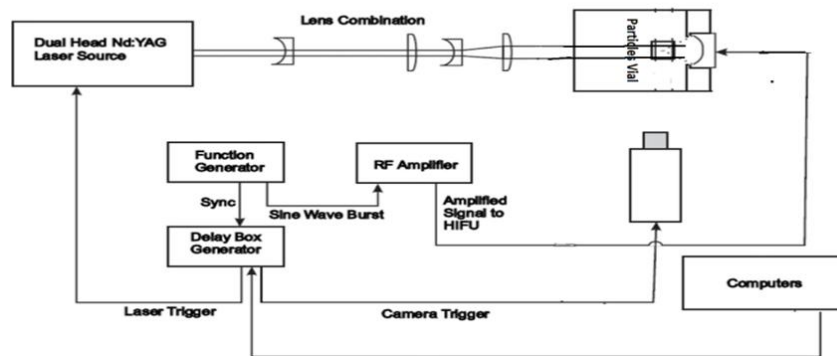 Lens Combination
Dual Head Nd:YAG
Laser Source
Particles Vial
Function
Generator
RF Amplifier
Sync
Sine Wave Burst
Amplified
Signal to
HIFU
Delay Box
Generator
Computers
Laser Trigger
Camera Trigger